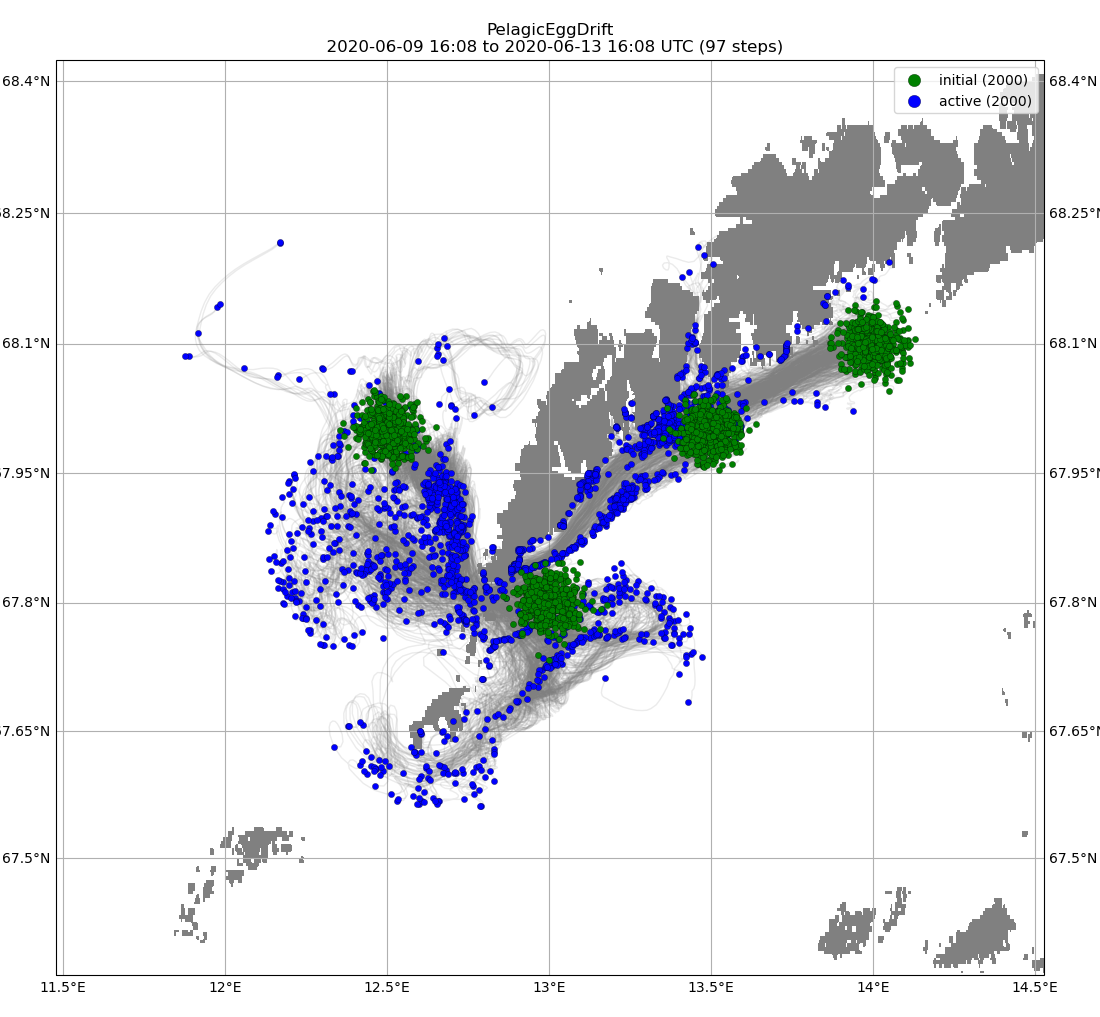 PelagicEggDrift
2020-06-09 16:08 to 2020-06-13 16:08 UTC (97 steps)
initial (2000)
active (2000)
68.4°N
68.4°N
8.25°N
68.25°N
68.1°N
68.1°N
67.95°N
67.95°N
67.8°N
67.8°N
7.65°N
67.65°N
67.5°N
67.5°N
11.5°E 12°E 12.5°E 13°E 13.5°E 14°E 14.5°E